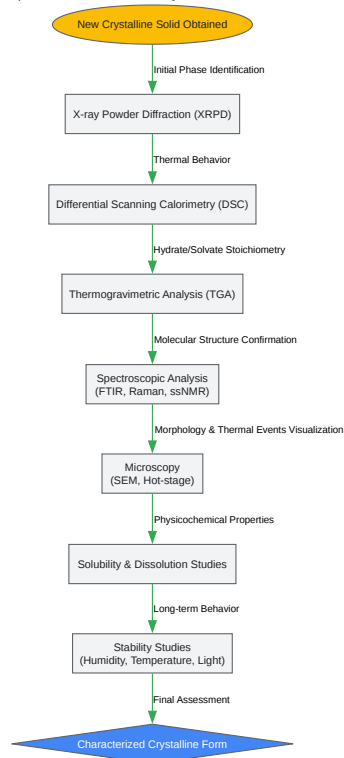 New Crystalline Solid Obtained
Initial Phase Identification
X-ray Powder Diffraction (XRPD)
Thermal Behavior
Differential Scanning Calorimetry (DSC)
Hydrate/Solvate Stoichiometry
Thermogravimetric Analysis (TGA)
Molecular Structure Confirmation
Spectroscopic Analysis
(FTIR, Raman, ssNMR)
Morphology & Thermal Events Visualization
Microscopy
(SEM, Hot-stage)
Physicochemical Properties
Solubility & Dissolution Studies
Long-term Behavior
Stability Studies
(Humidity, Temperature, Light)
Final Assessment
Characterized Crystalline Form